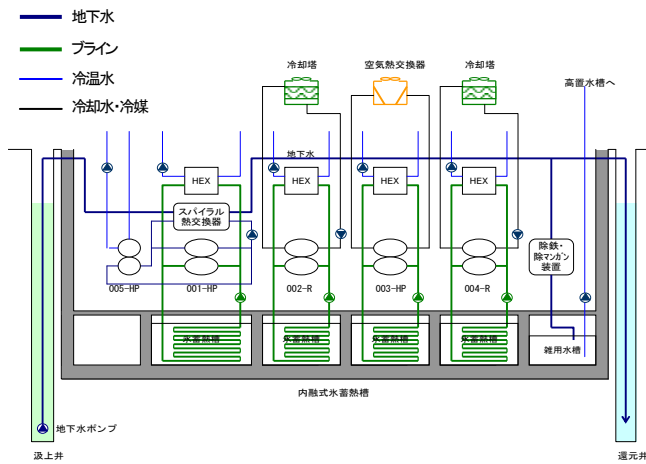 地下水
ブライン
冷温水
冷却水・冷媒
冷却塔
空気熱交換器
冷却塔
高置水槽へ
地下水
HEX
HEX
HEX
HEX
スパイラル
熱交換器
除鉄・
除マンガン
装置
005-HP
001-HP
002-R
003-HP
004-R
氷蓄熱槽
氷蓄熱槽
氷蓄熱槽
氷蓄熱槽
雑用水槽
内融式氷蓄熱槽
地下水ポンプ
汲上井
還元井